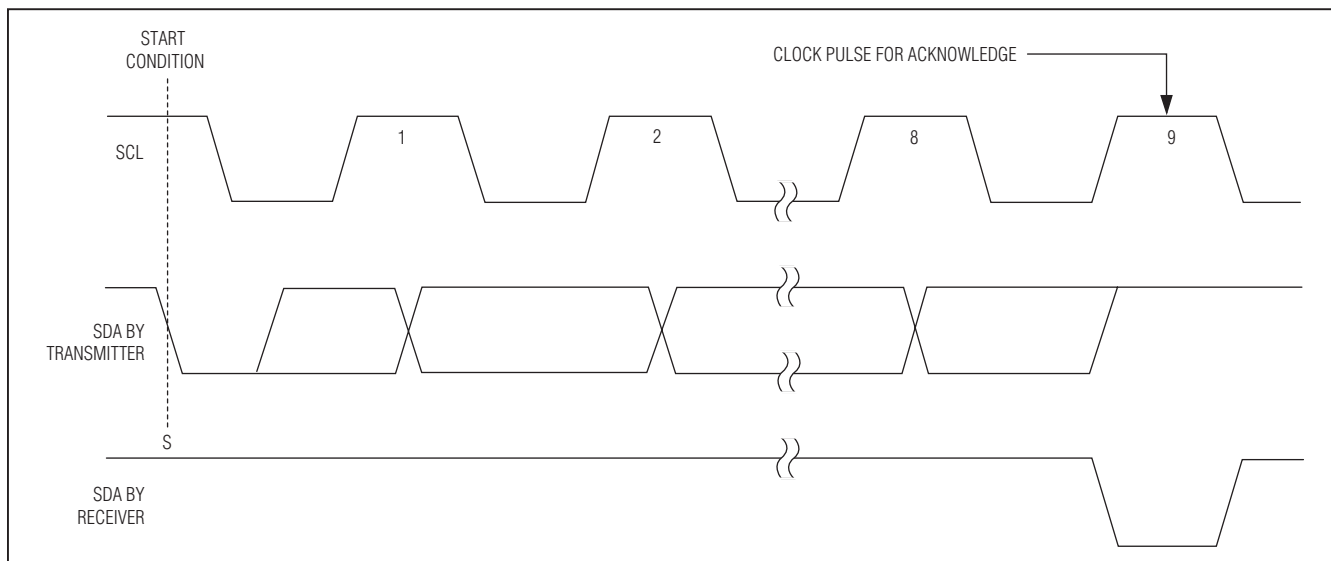 START
CONDITION
CLOCK PULSE FOR ACKNOWLEDGE
SCL
1
2
8
9
SDA BY
TRANSMITTER
S
SDA BY
RECEIVER